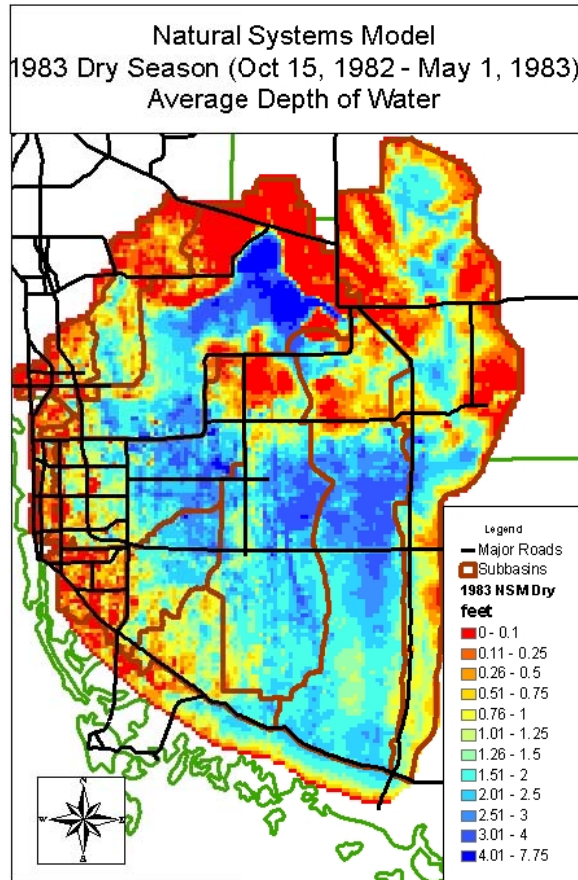 Natural Systems Model
1983 Dry Season (Oct 15, 1982 - May 1, 1983)
Average Depth of Water
Legend
Major Roads
Subbasins
1983 NSM Dry
feet
0 - 0.1
0.11 - 0.25
0.26 - 0.5
0.51 - 0.75
0.76 - 1
1.01 - 1.25
1.26 - 1.5
1.51 - 2
2.01 - 2.5
2.51 - 3
3.01 - 4
4.01 - 7.75
N
W E
S